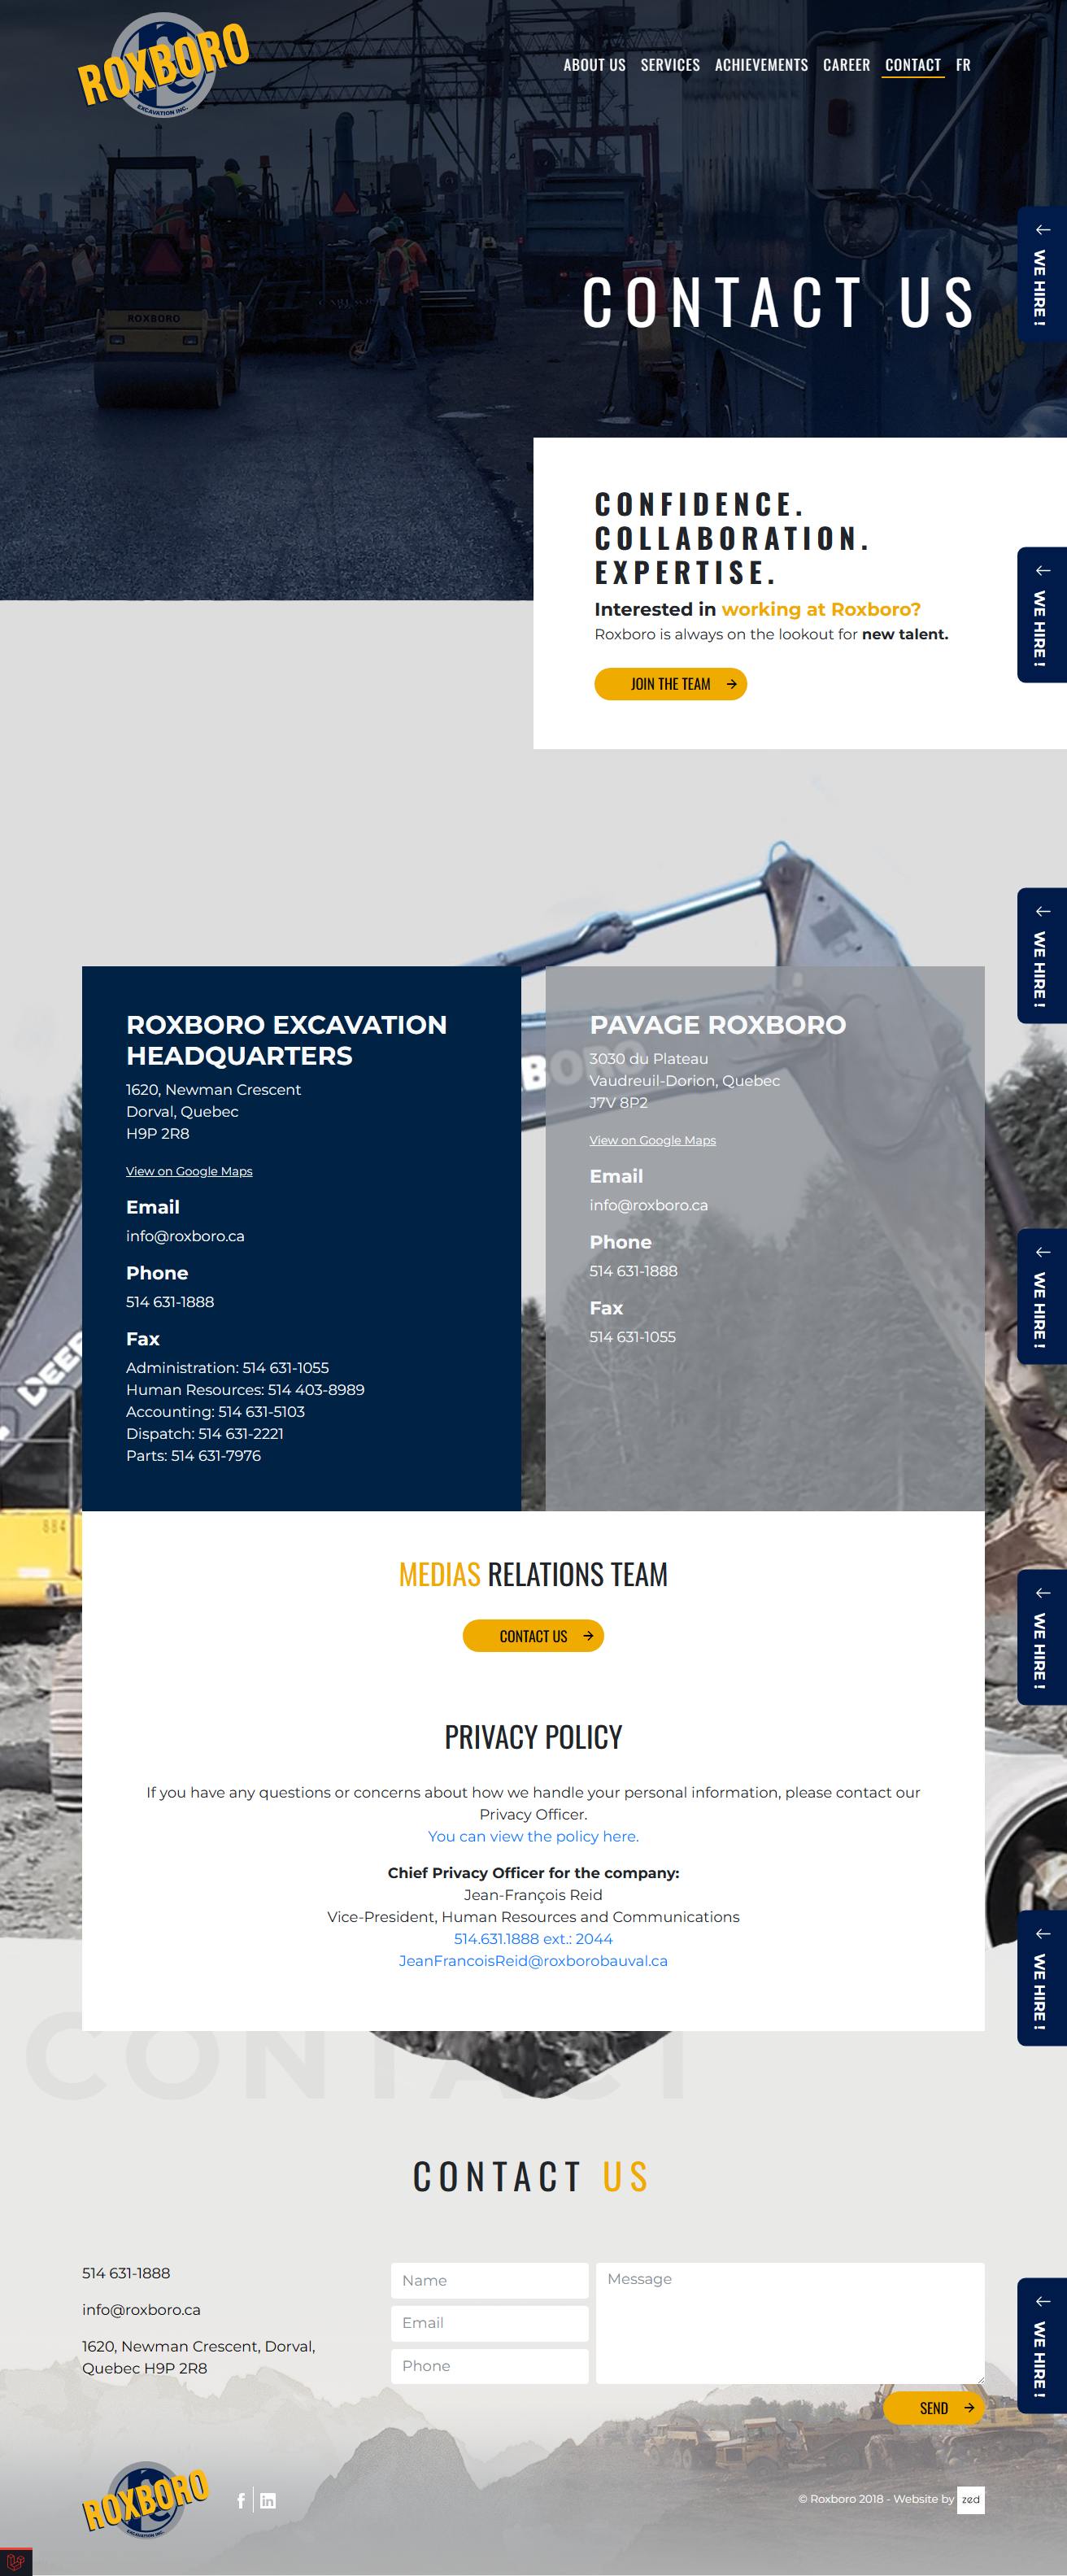 ROXBORO
EXCAVATION INC.
ABOUT US SERVICES ACHIEVEMENTS CAREER CONTACT FR
← WE HIRE !
ROXBORO
ROXBORO
CONTACT US
CONFIDENCE.
COLLABORATION.
EXPERTISE.
Interested in working at Roxboro?
Roxboro is always on the lookout for new talent.
JOIN THE TEAM →
← WE HIRE !
← WE HIRE !
ROXBORO EXCAVATION
HEADQUARTERS
1620, Newman Crescent
Dorval, Quebec
H9P 2R8
View on Google Maps
Email
info@roxboro.ca
Phone
514 631-1888
Fax
Administration: 514 631-1055
Human Resources: 514 403-8989
Accounting: 514 631-5103
Dispatch: 514 631-2221
Parts: 514 631-7976
PAVAGE ROXBORO
3030 du Plateau
Vaudreuil-Dorion, Quebec
J7V 8P2
View on Google Maps
Email
info@roxboro.ca
Phone
514 631-1888
Fax
514 631-1055
← WE HIRE !
DEER
884
MEDIAS RELATIONS TEAM
CONTACT US →
← WE HIRE !
PRIVACY POLICY
If you have any questions or concerns about how we handle your personal information, please contact our
Privacy Officer.
You can view the policy here.
Chief Privacy Officer for the company:
Jean-François Reid
Vice-President, Human Resources and Communications
514.631.1888 ext.: 2044
JeanFrancoisReid@roxborobauval.ca
← WE HIRE !
CONTACT
CONTACT US
514 631-1888
info@roxboro.ca
1620, Newman Crescent, Dorval,
Quebec H9P 2R8
Name
Email
Phone
Message
SEND →
← WE HIRE !
ROXBORO
EXCAVATION INC.
© Roxboro 2018 - Website by zed